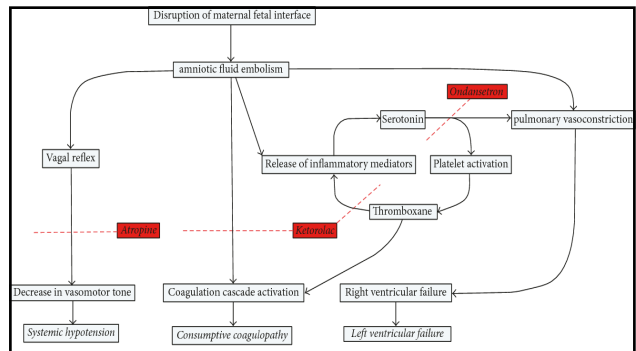 Disruption of maternal fetal interface
amniotic fluid embolism
Ondansetron
Serotonin
pulmonary vasoconstriction
Vagal reflex
Release of inflammatory mediators
Platelet activation
Thromboxane
Atropine
Ketorolac
Decrease in vasomotor tone
Coagulation cascade activation
Right ventricular failure
Systemic hypotension
Consumptive coagulopathy
Left ventricular failure